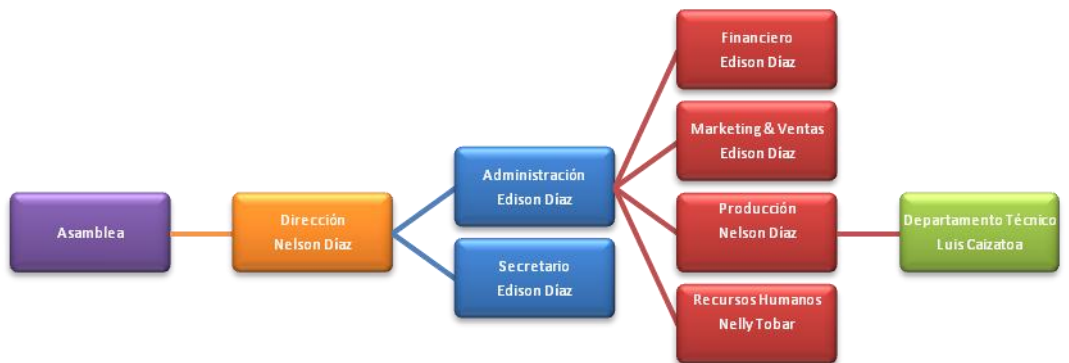 Asamblea
Dirección
Nelson Díaz
Administración
Edison Díaz
Secretario
Edison Díaz
Financiero
Edison Díaz
Marketing & Ventas
Edison Díaz
Producción
Nelson Díaz
Recursos Humanos
Nelly Tobar
Departamento Técnico
Luis Caizatoa